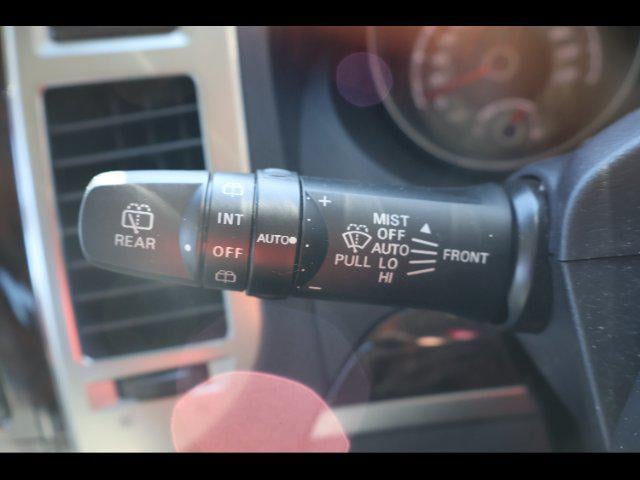 REAR
INT
OFF
AUTO
+
−
MIST
OFF
AUTO
PULL LO
HI
FRONT